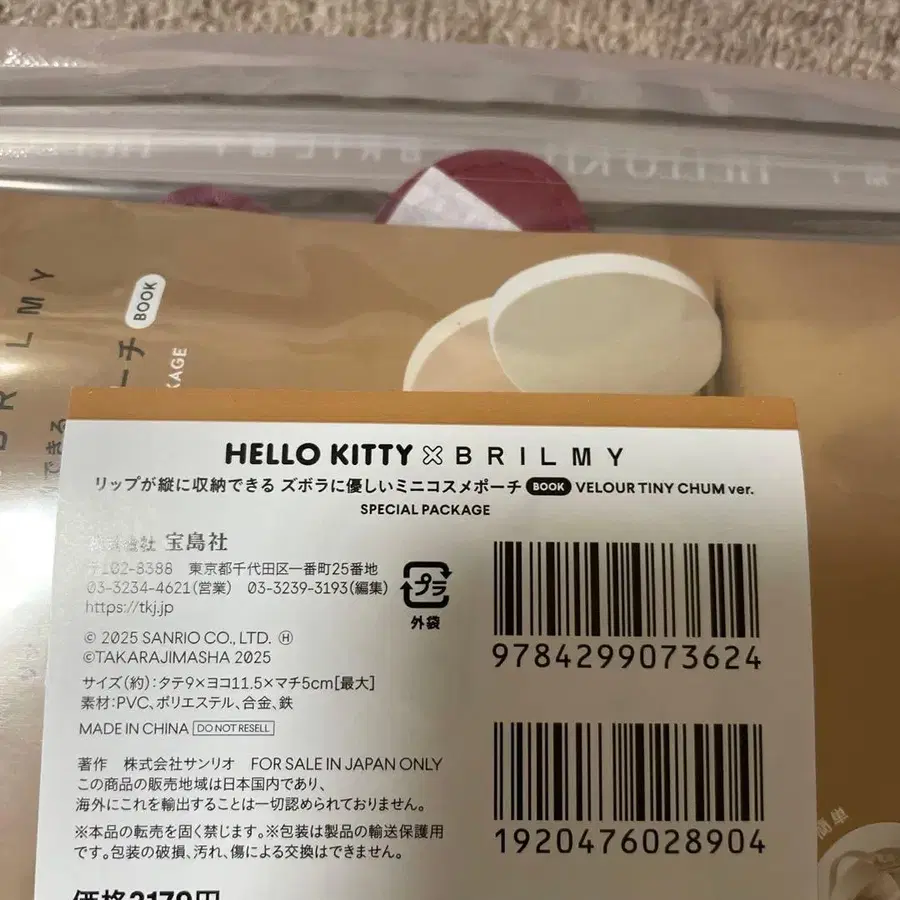 BOOK
HELLO KITTY × BRILMY
リップが縦に収納できる ズボラに優しいミニコスメポーチ BOOK VELOUR TINY CHUM ver.
SPECIAL PACKAGE
株式会社 宝島社
〒102-8388 東京都千代田区一番町25番地
03-3234-4621(営業) 03-3239-3193(編集)
https://tkj.jp
プラ
外袋
9784299073624
© 2025 SANRIO CO., LTD. Ⓗ
©TAKARAJIMASHA 2025
サイズ(約):タテ9×ヨコ11.5×マチ5cm[最大]
素材:PVC、ポリエステル、合金、鉄
MADE IN CHINA DO NOT RESELL
著作 株式会社サンリオ FOR SALE IN JAPAN ONLY
この商品の販売地域は日本国内であり、
海外にこれを輸出することは一切認められておりません。
※本品の転売を固く禁じます。※包装は製品の輸送保護用
です。包装の破損、汚れ、傷による交換はできません。
1920476028904
価格2179円
簡単